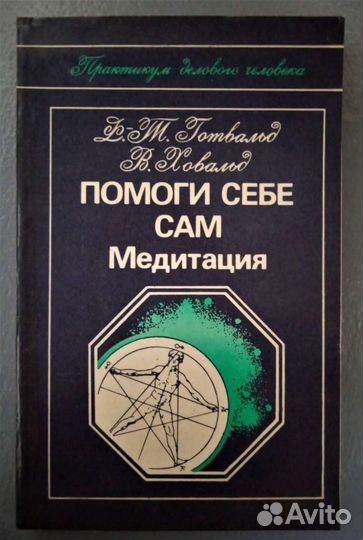 Практикум делового человека
Ф.-Т. Готвальд
В. Ховальд
ПОМОГИ СЕБЕ
САМ
Медитация
Avito